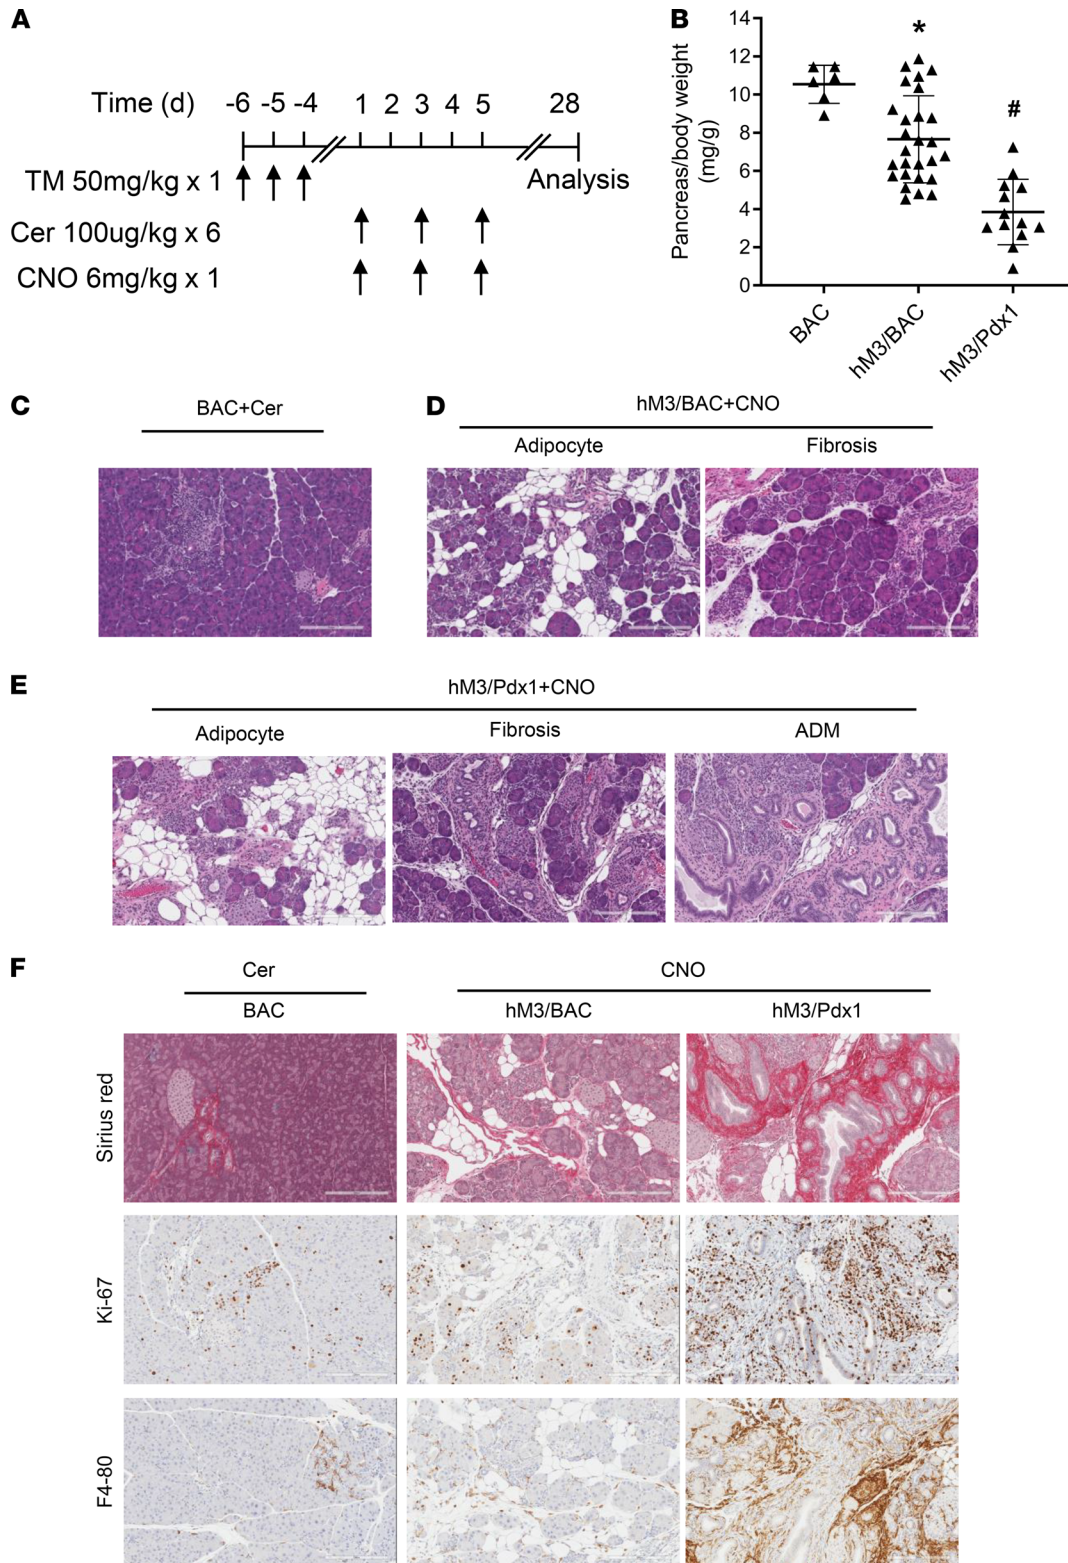 A
Time (d) -6 -5 -4 1 2 3 4 5 28
TM 50mg/kg x 1
Analysis
Cer 100ug/kg x 6
CNO 6mg/kg x 1
B
Pancreas/body weight
(mg/g)
14
12
10
8
6
4
2
0
*
#
BAC
hM3/BAC
hM3/Pdx1
C
BAC+Cer
D
hM3/BAC+CNO
Adipocyte
Fibrosis
E
hM3/Pdx1+CNO
Adipocyte
Fibrosis
ADM
F
Cer
CNO
BAC
hM3/BAC
hM3/Pdx1
Sirius red
Ki-67
F4-80